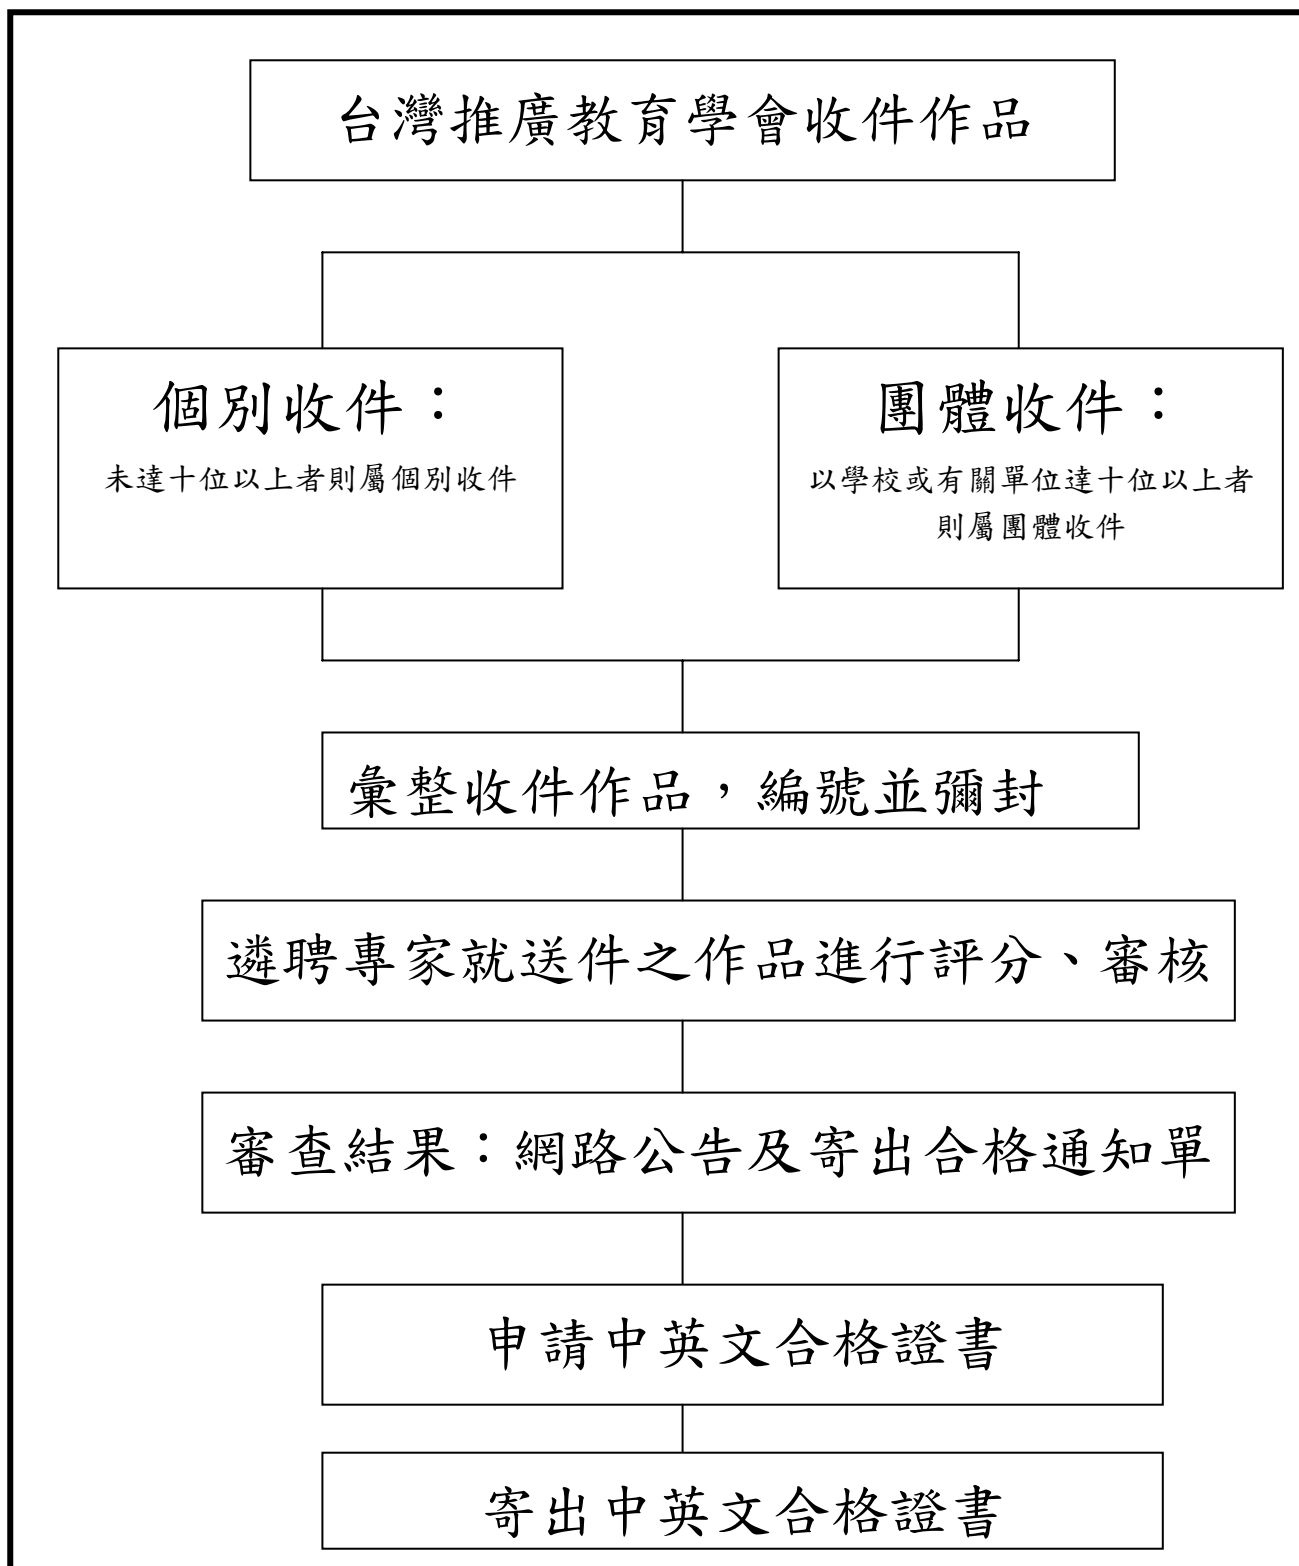 台灣推廣教育學會收件作品
個別收件：
未達十位以上者則屬個別收件
團體收件：
以學校或有關單位達十位以上者
則屬團體收件
彙整收件作品，編號並彌封
遴聘專家就送件之作品進行評分、審核
審查結果：網路公告及寄出合格通知單
申請中英文合格證書
寄出中英文合格證書